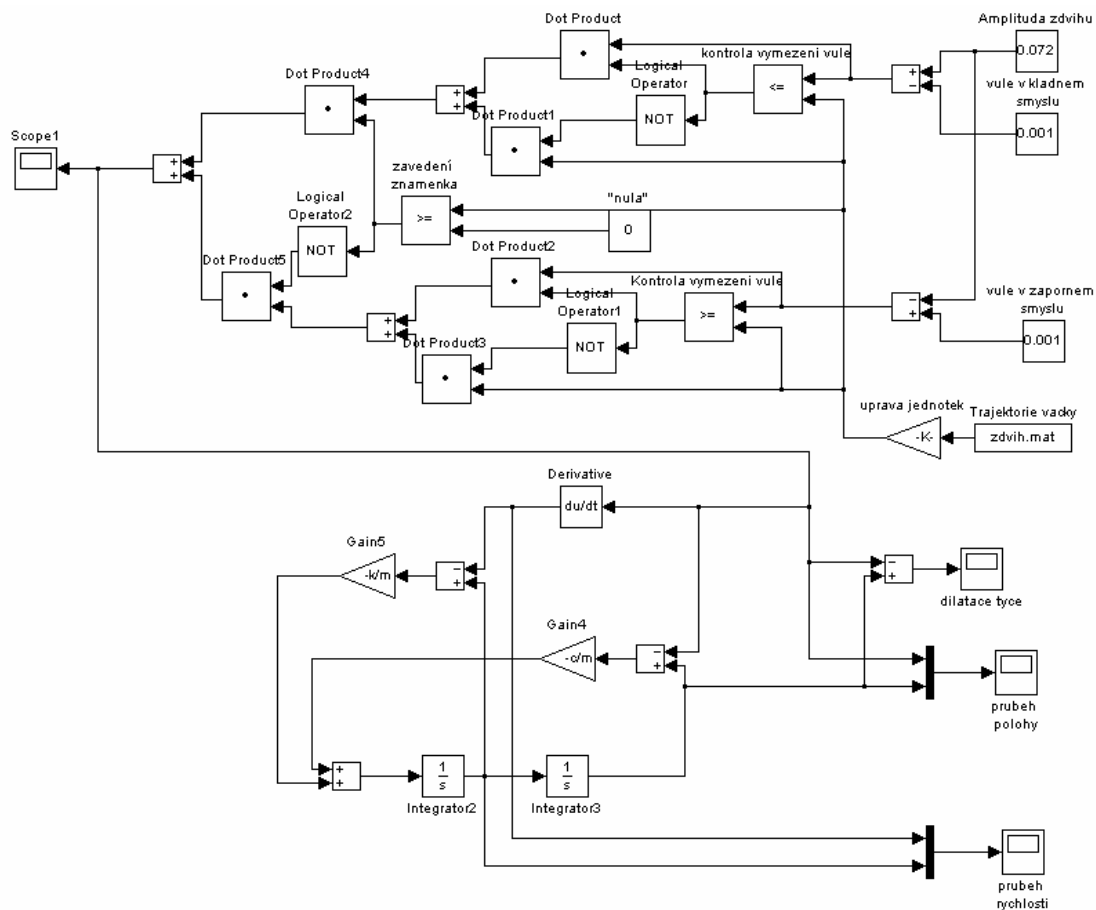 Dot Product
Amplituda zdvihu
0.072
kontrola vymezeni vule
Logical
Operator
Dot Product4
<=
+
−
vule v kladnem
smyslu
+
+
NOT
Dot Product1
0.001
Scope1
+
+
zavedení
znamenka
>=
"nula"
0
Logical
Operator2
NOT
Dot Product2
Dot Product5
Kontrola vymezeni vule
Logical
Operator1
>=
−
+
vule v zapornem
smyslu
0.001
+
+
NOT
Dot Product3
uprava jednotek
-K-
Trajektorie vacky
zdvih.mat
Derivative
du/dt
Gain5
-k/m
−
+
−
+
dilatace tyce
Gain4
-c/m
−
+
prubeh
polohy
+
+
1
s
Integrator2
1
s
Integrator3
prubeh
rychlosti